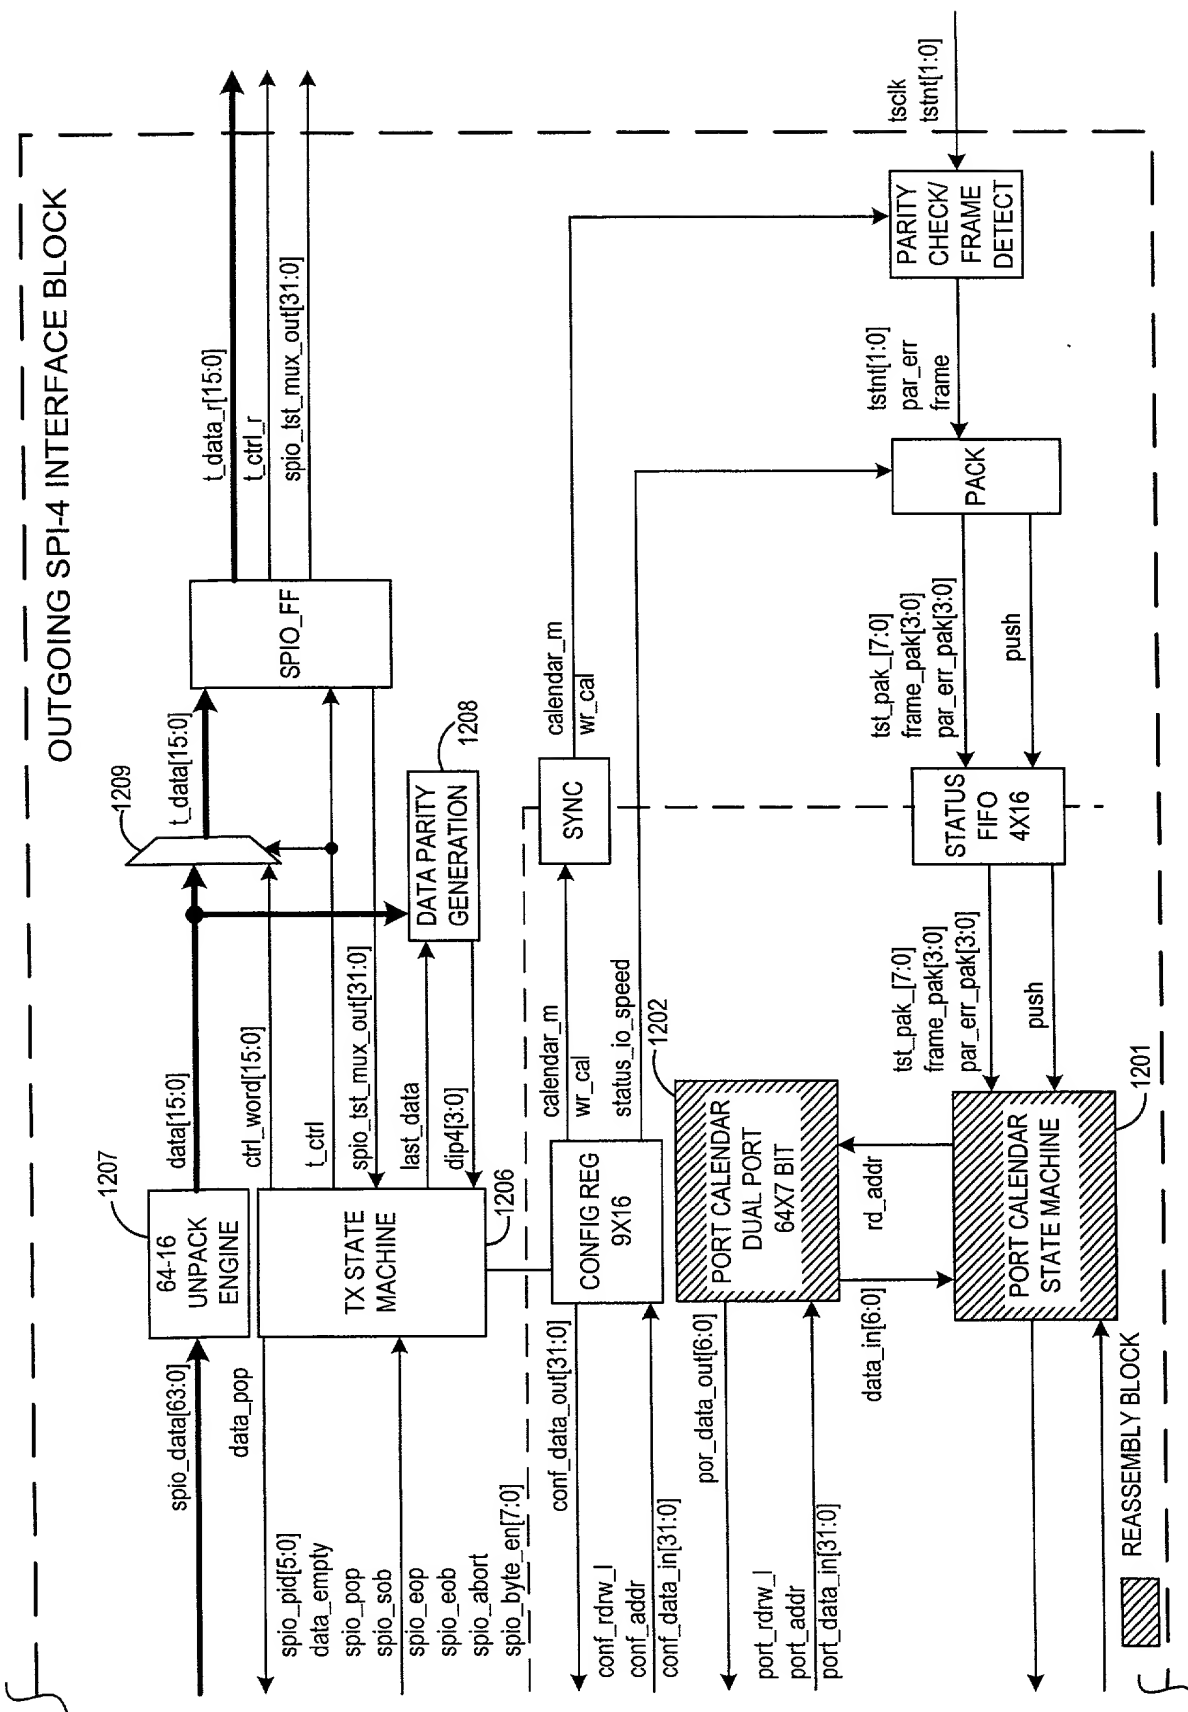 OUTGOING SPI-4 INTERFACE BLOCK
spio_data[63:0]
1207
64-16
UNPACK
ENGINE
data[15:0]
1209
t_data[15:0]
SPIO_FF
t_data_r[15:0]
t_ctrl_r
spio_tst_mux_out[31:0]
data_pop
spio_pid[5:0]
data_empty
spio_pop
spio_sob
spio_eop
spio_eob
spio_abort
spio_byte_en[7:0]
TX STATE
MACHINE
1206
ctrl_word[15:0]
t_ctrl
spio_tst_mux_out[31:0]
last_data
dip4[3:0]
DATA PARITY
GENERATION
1208
conf_data_out[31:0]
conf_rdrw_l
conf_addr
conf_data_in[31:0]
CONFIG REG
9X16
calendar_m
wr_cal
status_io_speed
SYNC
calendar_m
wr_cal
1202
PORT CALENDAR
DUAL PORT
64X7 BIT
por_data_out[6:0]
port_rdrw_l
port_addr
port_data_in[31:0]
data_in[6:0]
rd_addr
PORT CALENDAR
STATE MACHINE
1201
tst_pak_[7:0]
frame_pak[3:0]
par_err_pak[3:0]
push
STATUS
FIFO
4X16
tst_pak_[7:0]
frame_pak[3:0]
par_err_pak[3:0]
push
PACK
tstnt[1:0]
par_err
frame
PARITY
CHECK/
FRAME
DETECT
tsclk
tstnt[1:0]
REASSEMBLY BLOCK